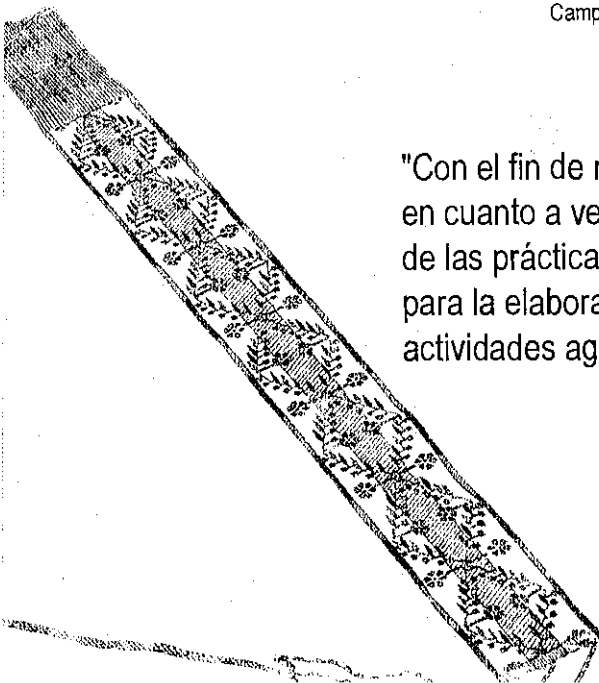 Camp
"Con el fin de
en cuanto a ve
de las práctica
para la elabora
actividades ag